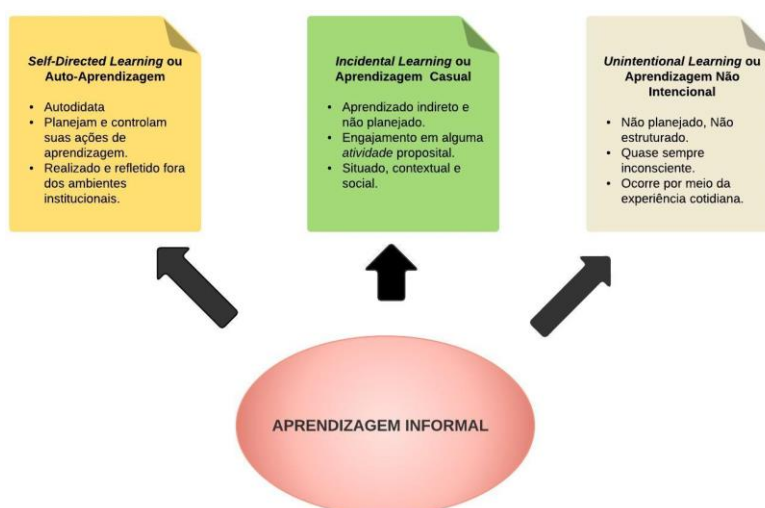 Self-Directed Learning ou
Auto-Aprendizagem
• Autodidata
• Planejam e controlam
suas ações de
aprendizagem.
• Realizado e refletido fora
dos ambientes
institucionais.
Incidental Learning ou
Aprendizagem Casual
• Aprendizado indireto e
não planejado.
• Engajamento em alguma
atividade proposital.
• Situado, contextual e
social.
Unintentional Learning ou
Aprendizagem Não
Intencional
• Não planejado, Não
estruturado.
• Quase sempre
inconsciente.
• Ocorre por meio da
experiência cotidiana.
APRENDIZAGEM INFORMAL